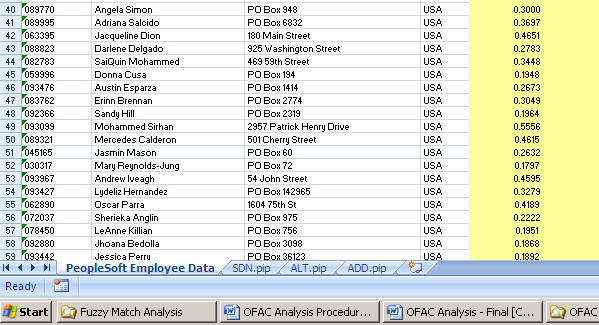 40 089770 Angela Simon PO Box 948 USA 0.3000
41 089995 Adriana Salcido PO Box 6832 USA 0.3697
42 063395 Jacqueline Dion 180 Main Street USA 0.4651
43 088823 Darlene Delgado 925 Washington Street USA 0.2783
44 082783 SaiQuin Mohammed 469 59th Street USA 0.3448
45 059996 Donna Cusa PO Box 194 USA 0.1948
46 093476 Austin Esparza PO Box 1414 USA 0.2673
47 083762 Erinn Brennan PO Box 2774 USA 0.3049
48 092366 Sandy Hill PO Box 2319 USA 0.1964
49 093099 Mohammed Sirhan 2957 Patrick Henry Drive USA 0.5556
50 089321 Mercedes Calderon 501 Cherry Street USA 0.4615
51 045165 Jasmin Mason PO Box 60 USA 0.2632
52 030317 Mary Reynolds-Jung PO Box 72 USA 0.1797
53 093967 Andrew Iveagh 54 John Street USA 0.4595
54 093427 Lydeliz Hernandez PO Box 142965 USA 0.3279
55 062890 Oscar Parra 1604 75th St USA 0.4189
56 072037 Sherieka Anglin PO Box 975 USA 0.2222
57 078450 LeAnne Killian PO Box 756 USA 0.1951
58 092880 Jhoana Bedolla PO Box 3098 USA 0.1868
59 093442 Jessica Perru PO Box 36123 USA 0.1892
PeopleSoft Employee Data SDN.pip ALT.pip ADD.pip
Ready
Start Fuzzy Match Analysis OFAC Analysis Procedur... OFAC Analysis - Final [C... OFAC